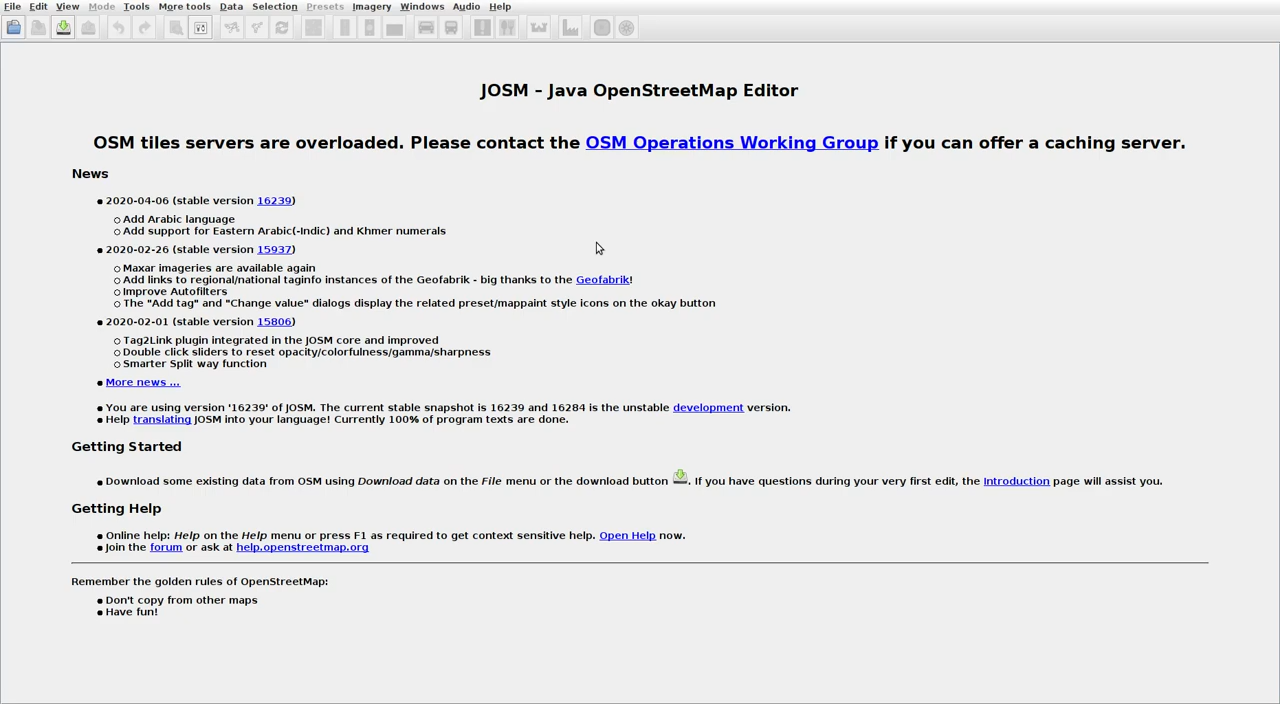 File Edit View Mode Tools More tools Data Selection Presets Imagery Windows Audio Help
JOSM – Java OpenStreetMap Editor
OSM tiles servers are overloaded. Please contact the OSM Operations Working Group if you can offer a caching server.
News
2020-04-06 (stable version 16239)
Add Arabic language
Add support for Eastern Arabic(-Indic) and Khmer numerals
2020-02-26 (stable version 15937)
Maxar imageries are available again
Add links to regional/national taginfo instances of the Geofabrik - big thanks to the Geofabrik!
Improve Autofilters
The "Add tag" and "Change value" dialogs display the related preset/mappaint style icons on the okay button
2020-02-01 (stable version 15806)
Tag2Link plugin integrated in the JOSM core and improved
Double click sliders to reset opacity/colorfulness/gamma/sharpness
Smarter Split way function
More news ...
You are using version '16239' of JOSM. The current stable snapshot is 16239 and 16284 is the unstable development version.
Help translating JOSM into your language! Currently 100% of program texts are done.
Getting Started
Download some existing data from OSM using Download data on the File menu or the download button . If you have questions during your very first edit, the Introduction page will assist you.
Getting Help
Online help: Help on the Help menu or press F1 as required to get context sensitive help. Open Help now.
Join the forum or ask at help.openstreetmap.org
Remember the golden rules of OpenStreetMap:
Don't copy from other maps
Have fun!